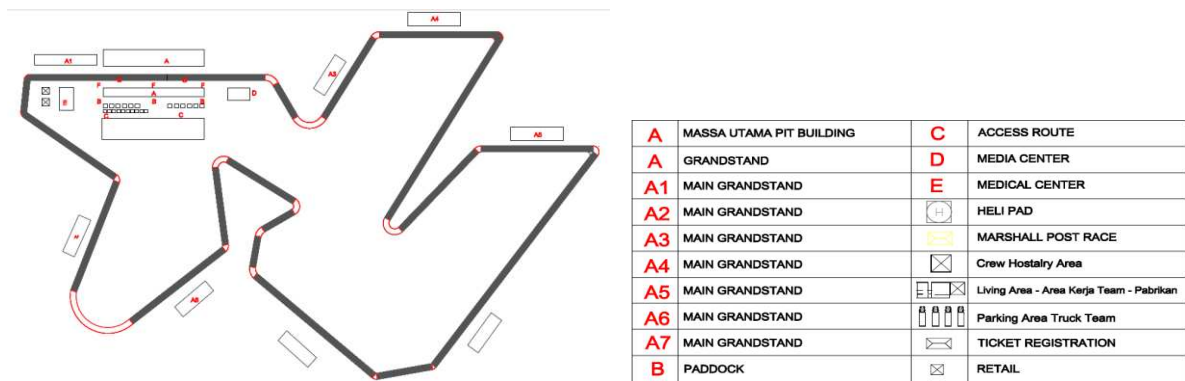 A4
A1
A
A3
F F F
A
D
E
B B B
C C
A5
A6
A MASSA UTAMA PIT BUILDING C ACCESS ROUTE
A GRANDSTAND D MEDIA CENTER
A1 MAIN GRANDSTAND E MEDICAL CENTER
A2 MAIN GRANDSTAND H HELI PAD
A3 MAIN GRANDSTAND MARSHALL POST RACE
A4 MAIN GRANDSTAND Crew Hostalry Area
A5 MAIN GRANDSTAND Living Area - Area Kerja Team - Pabrikan
A6 MAIN GRANDSTAND Parking Area Truck Team
A7 MAIN GRANDSTAND TICKET REGISTRATION
B PADDOCK RETAIL